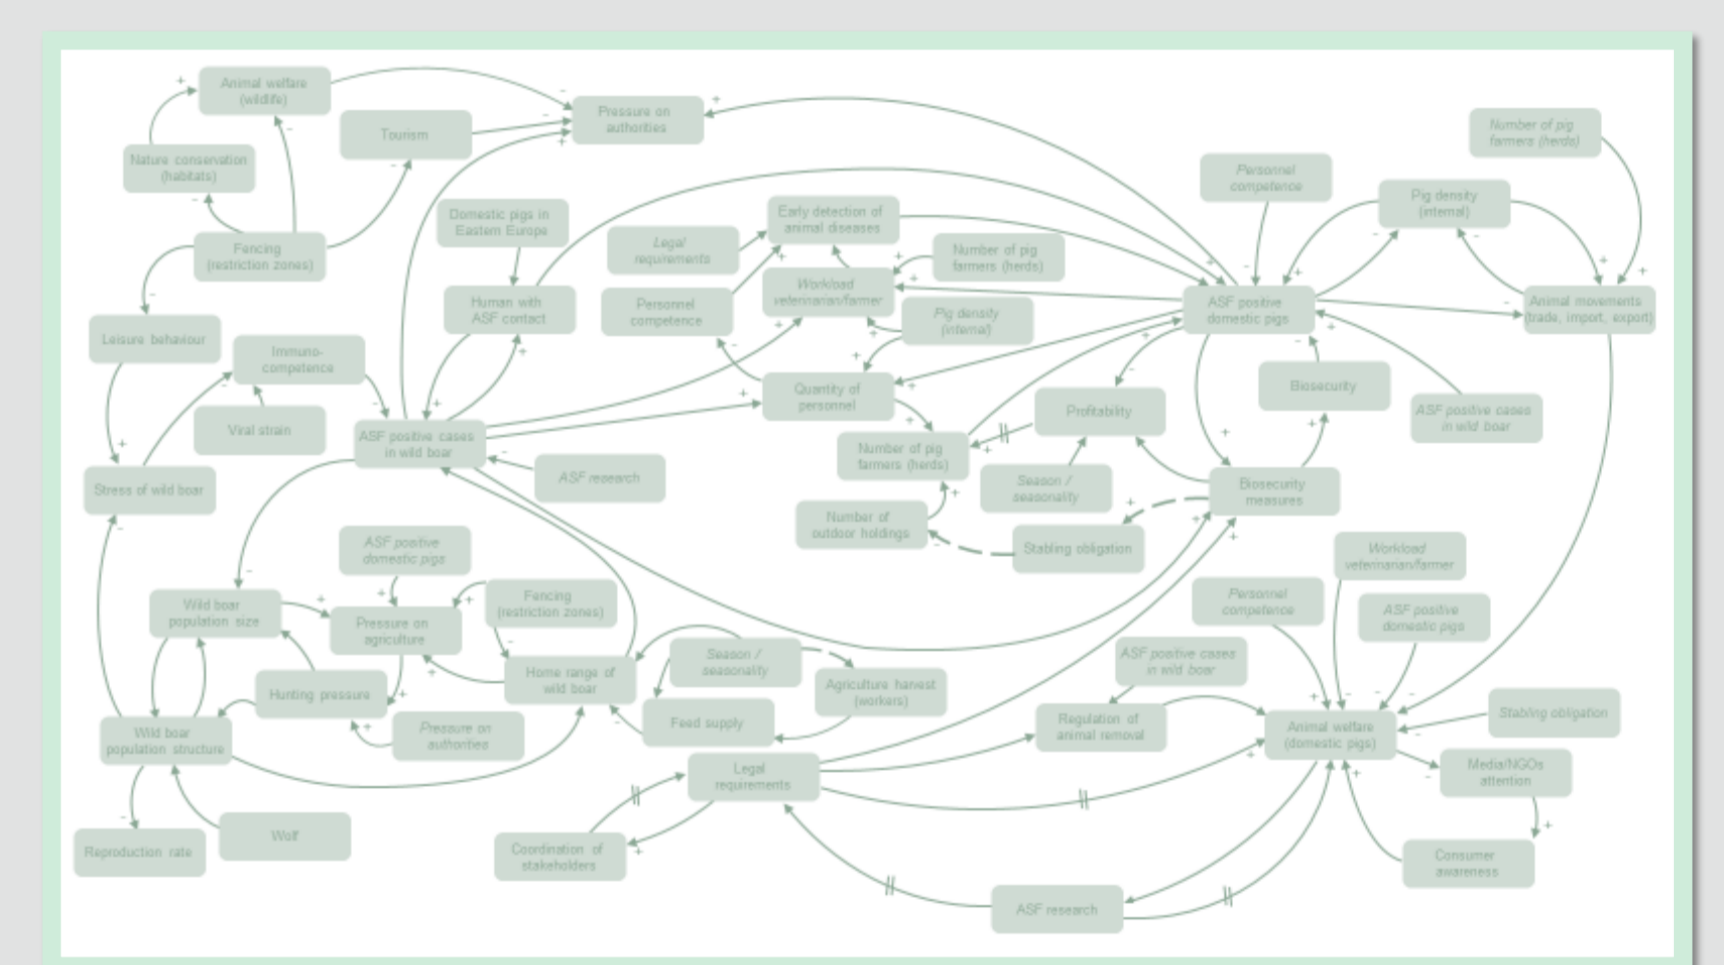 Animal welfare
(wildlife)
Pressure on
authorities
Tourism
Number of pig
farmers (herds)
Nature conservation
(habitats)
Personnel
competence
Pig density
(internal)
Domestic pigs in
Eastern Europe
Early detection of
animal diseases
Legal
requirements
Number of pig
farmers (herds)
Fencing
(restriction zones)
Workload
veterinarian/farmer
Human with
ASF contact
Personnel
competence
Pig density
(internal)
ASF positive
domestic pigs
Animal movements
(trade, import, export)
Leisure behaviour
Immuno-
competence
Biosecurity
Quantity of
personnel
Profitability
ASF positive cases
in wild boar
Viral strain
ASF positive cases
in wild boar
Number of pig
farmers (herds)
ASF research
Season /
seasonality
Stress of wild boar
Biosecurity
measures
Number of
outdoor holdings
Stabling obligation
ASF positive
domestic pigs
Workload
veterinarian/farmer
Wild boar
population size
Fencing
(restriction zones)
Personnel
competence
ASF positive
domestic pigs
Pressure on
agriculture
Season /
seasonality
ASF positive cases
in wild boar
Home range of
wild boar
Hunting pressure
Agriculture harvest
(workers)
Stabling obligation
Feed supply
Regulation of
animal removal
Pressure on
authorities
Wild boar
population structure
Animal welfare
(domestic pigs)
Legal
requirements
Media/NGOs
attention
Wolf
Reproduction rate
Coordination of
stakeholders
Consumer
awareness
ASF research